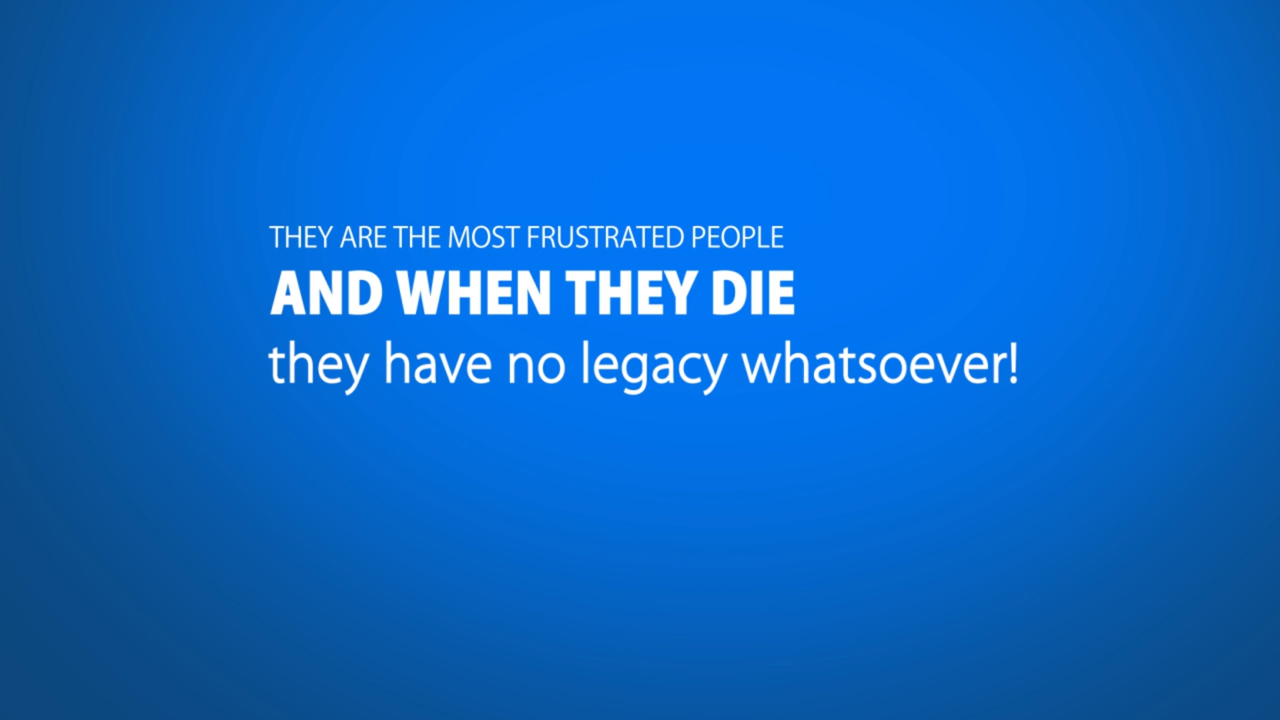 THEY ARE THE MOST FRUSTRATED PEOPLE
AND WHEN THEY DIE
they have no legacy whatsoever!